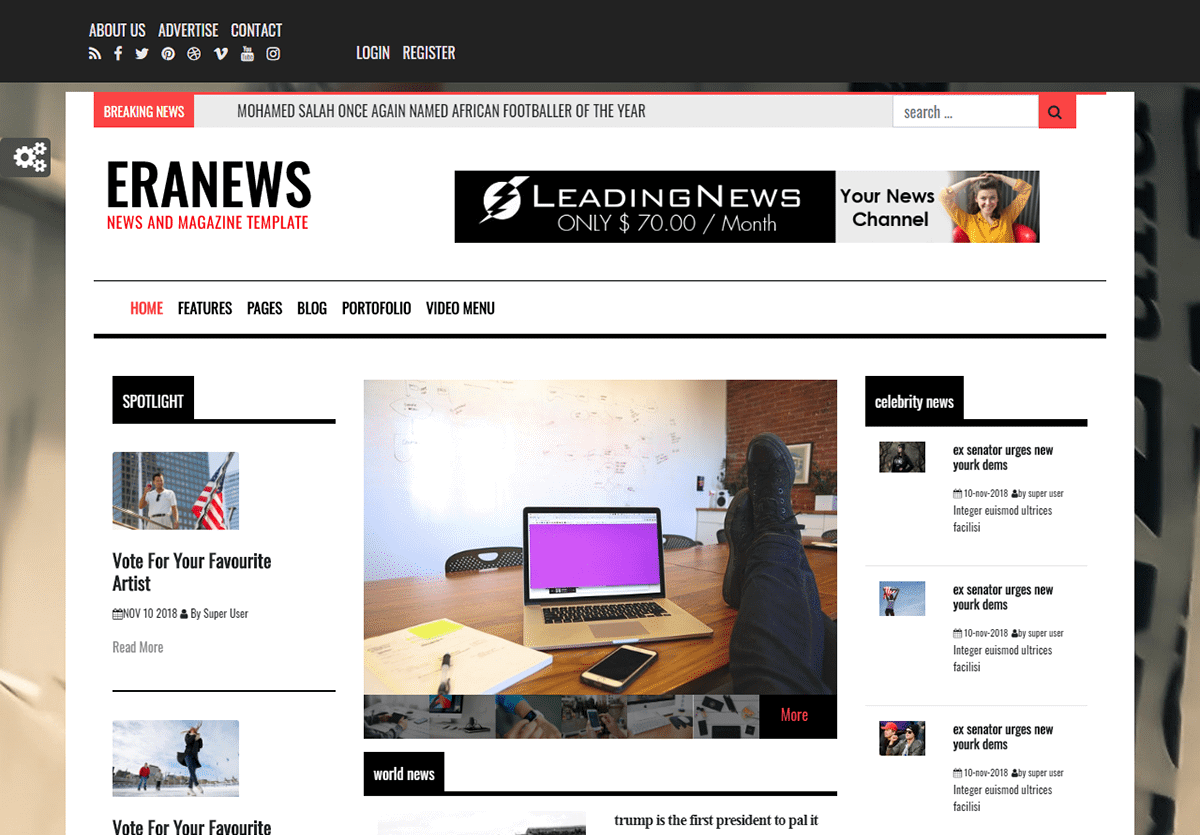 ABOUT US ADVERTISE CONTACT
LOGIN REGISTER
BREAKING NEWS
MOHAMED SALAH ONCE AGAIN NAMED AFRICAN FOOTBALLER OF THE YEAR
search ...
ERANEWS
NEWS AND MAGAZINE TEMPLATE
LEADINGNEWS
ONLY $ 70.00 / Month
Your News
Channel
HOME FEATURES PAGES BLOG PORTOFOLIO VIDEO MENU
SPOTLIGHT
Vote For Your Favourite
Artist
NOV 10 2018 By Super User
Read More
Vote For Your Favourite
More
world news
trump is the first president to pal it
celebrity news
ex senator urges new
yourk dems
10-nov-2018 by super user
Integer euismod ultrices
facilisi
ex senator urges new
yourk dems
10-nov-2018 by super user
Integer euismod ultrices
facilisi
ex senator urges new
yourk dems
10-nov-2018 by super user
Integer euismod ultrices
facilisi